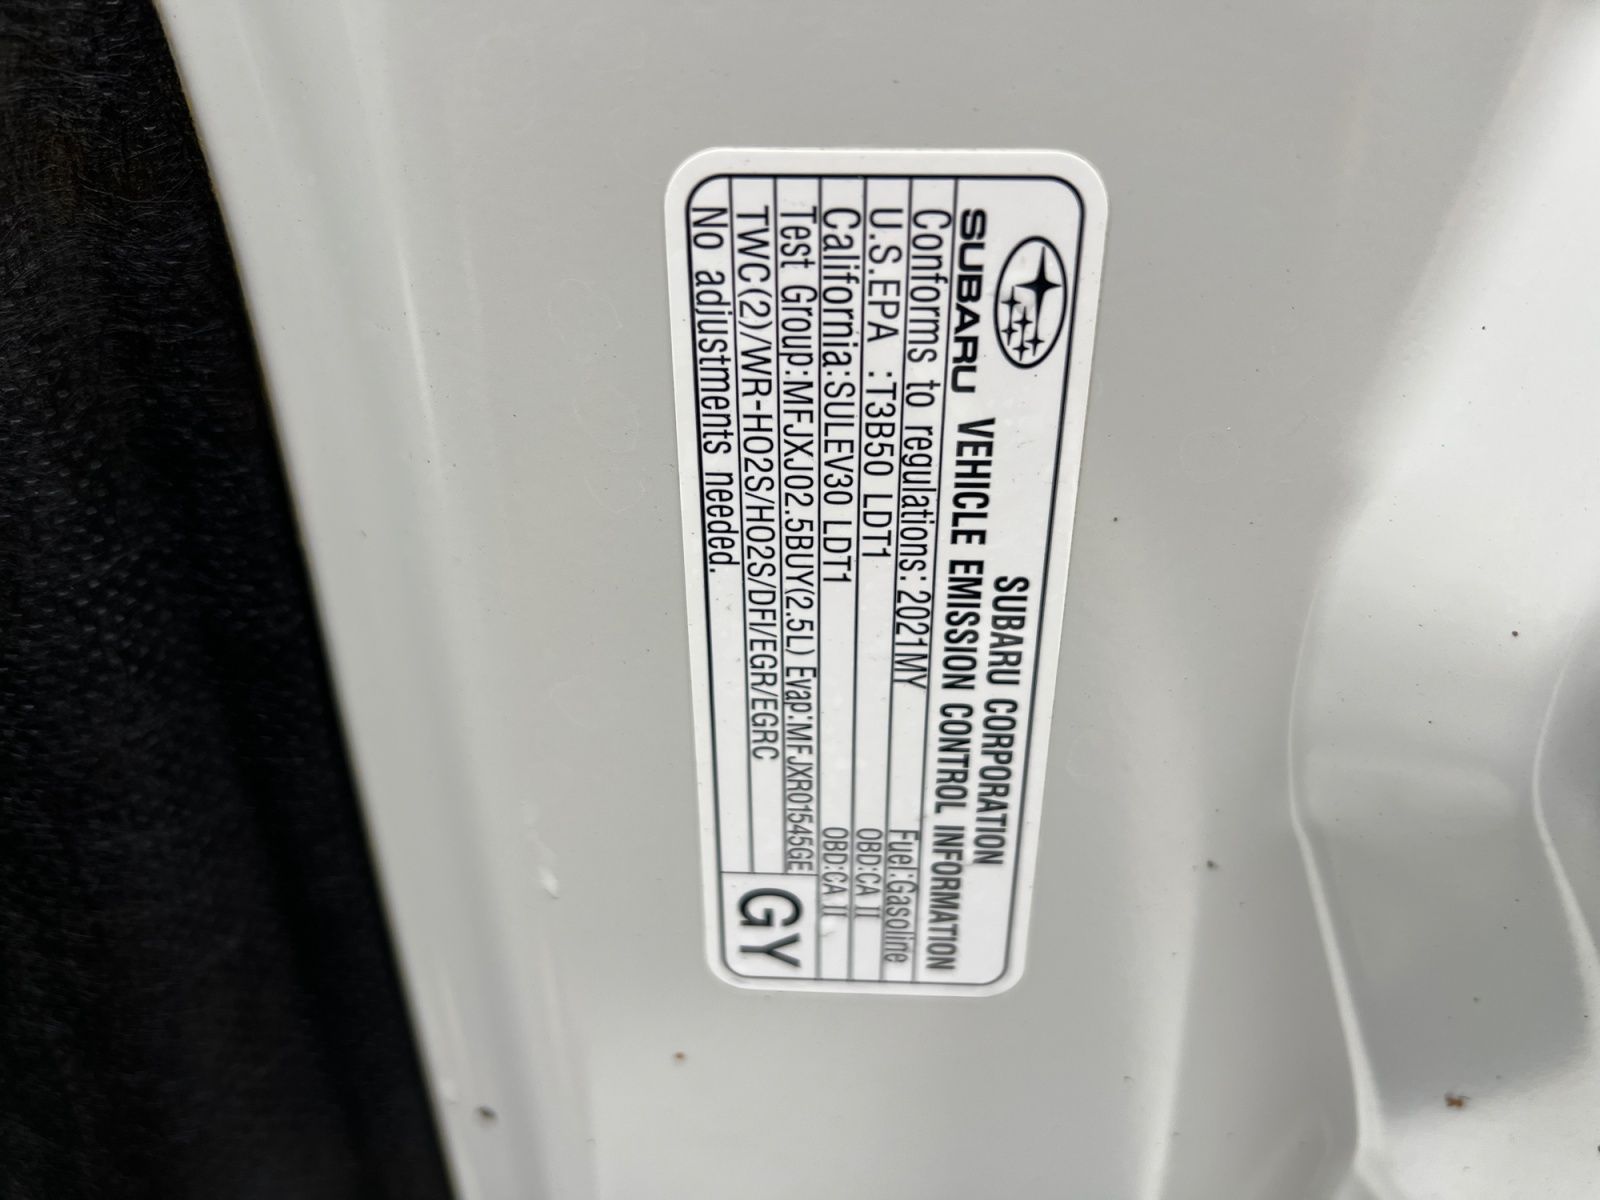 SUBARU CORPORATION
SUBARU VEHICLE EMISSION CONTROL INFORMATION
Conforms to regulations: 2021MY Fuel:Gasoline
U.S.EPA :T3B50 LDT1 OBD:CA II
California:SULEV30 LDT1 OBD:CA II
Test Group:MFJXJ02.5BUY(2.5L) Evap:MFJXR01545GE
TWC(2)/WR-HO2S/HO2S/DFI/EGR/EGRC
No adjustments needed.
GY